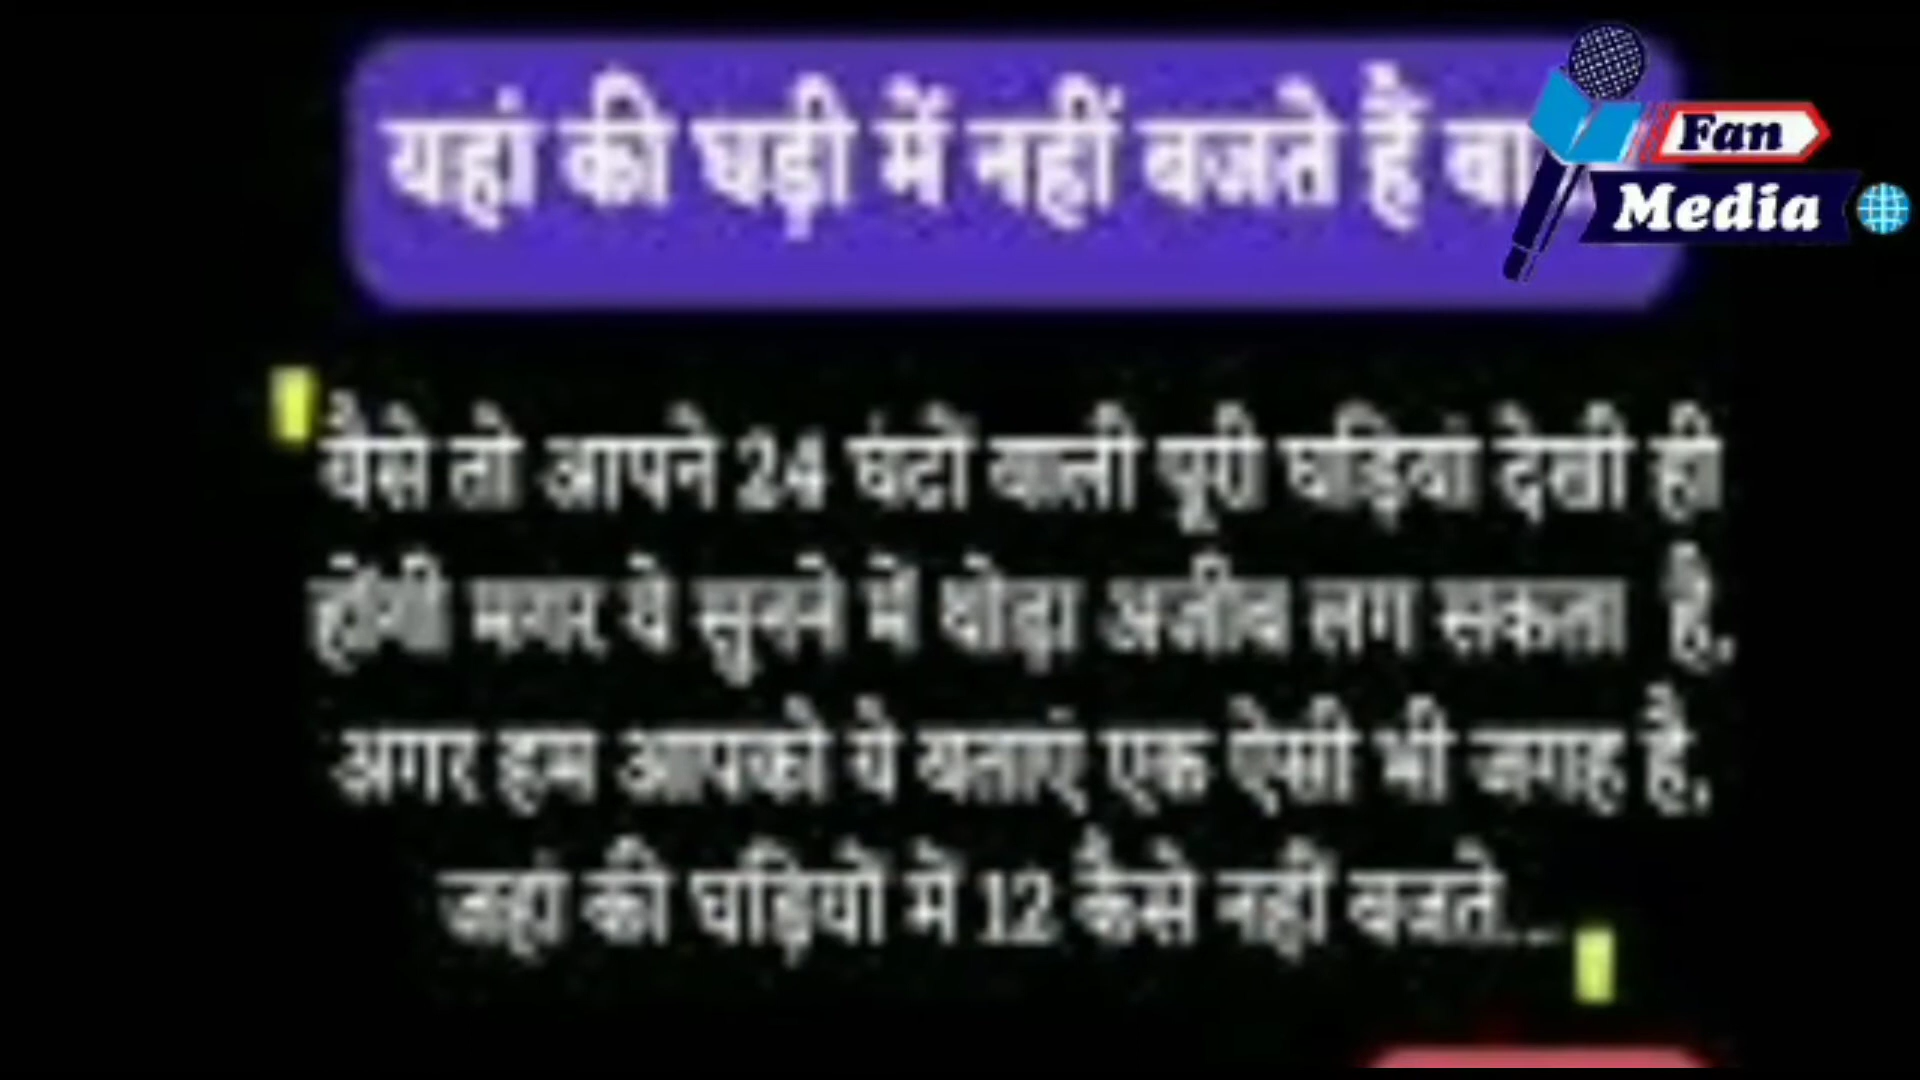 यहां की घड़ी में नहीं बजते हैं
Fan
Media
वैसे तो आपने 24 घंटों वाली पूरी घड़ियां देखी ही
होंगी मगर ये सुनने में थोड़ा अजीब लग सकता है,
अगर हम आपको ये बताएं एक ऐसी भी जगह है,
जहां की घड़ियों में 12 कैसे नहीं बजते...